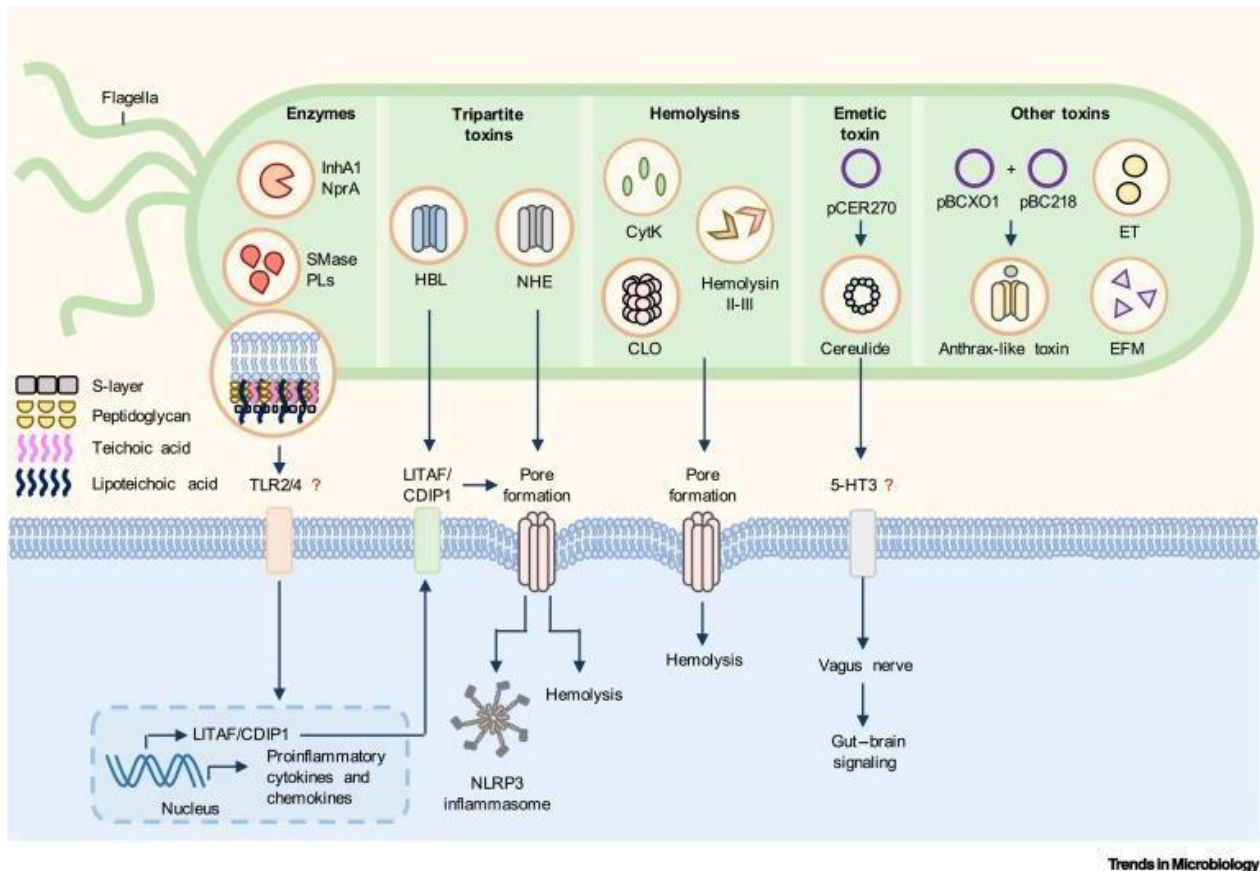 Flagella
Enzymes
InhA1
NprA
SMase
PLs
Tripartite
toxins
HBL
NHE
Hemolysins
CytK
CLO
Hemolysin
II-III
Emetic
toxin
pCER270
Cereulide
Other toxins
pBCXO1
+
pBC218
Anthrax-like toxin
ET
EFM
S-layer
Peptidoglycan
Teichoic acid
Lipoteichoic acid
TLR2/4 ?
LITAF/
CDIP1
Pore
formation
Pore
formation
5-HT3 ?
Hemolysis
Hemolysis
Vagus nerve
Gut–brain
signaling
LITAF/CDIP1
Proinflammatory
cytokines and
chemokines
Nucleus
NLRP3
inflammasome
Trends in Microbiology